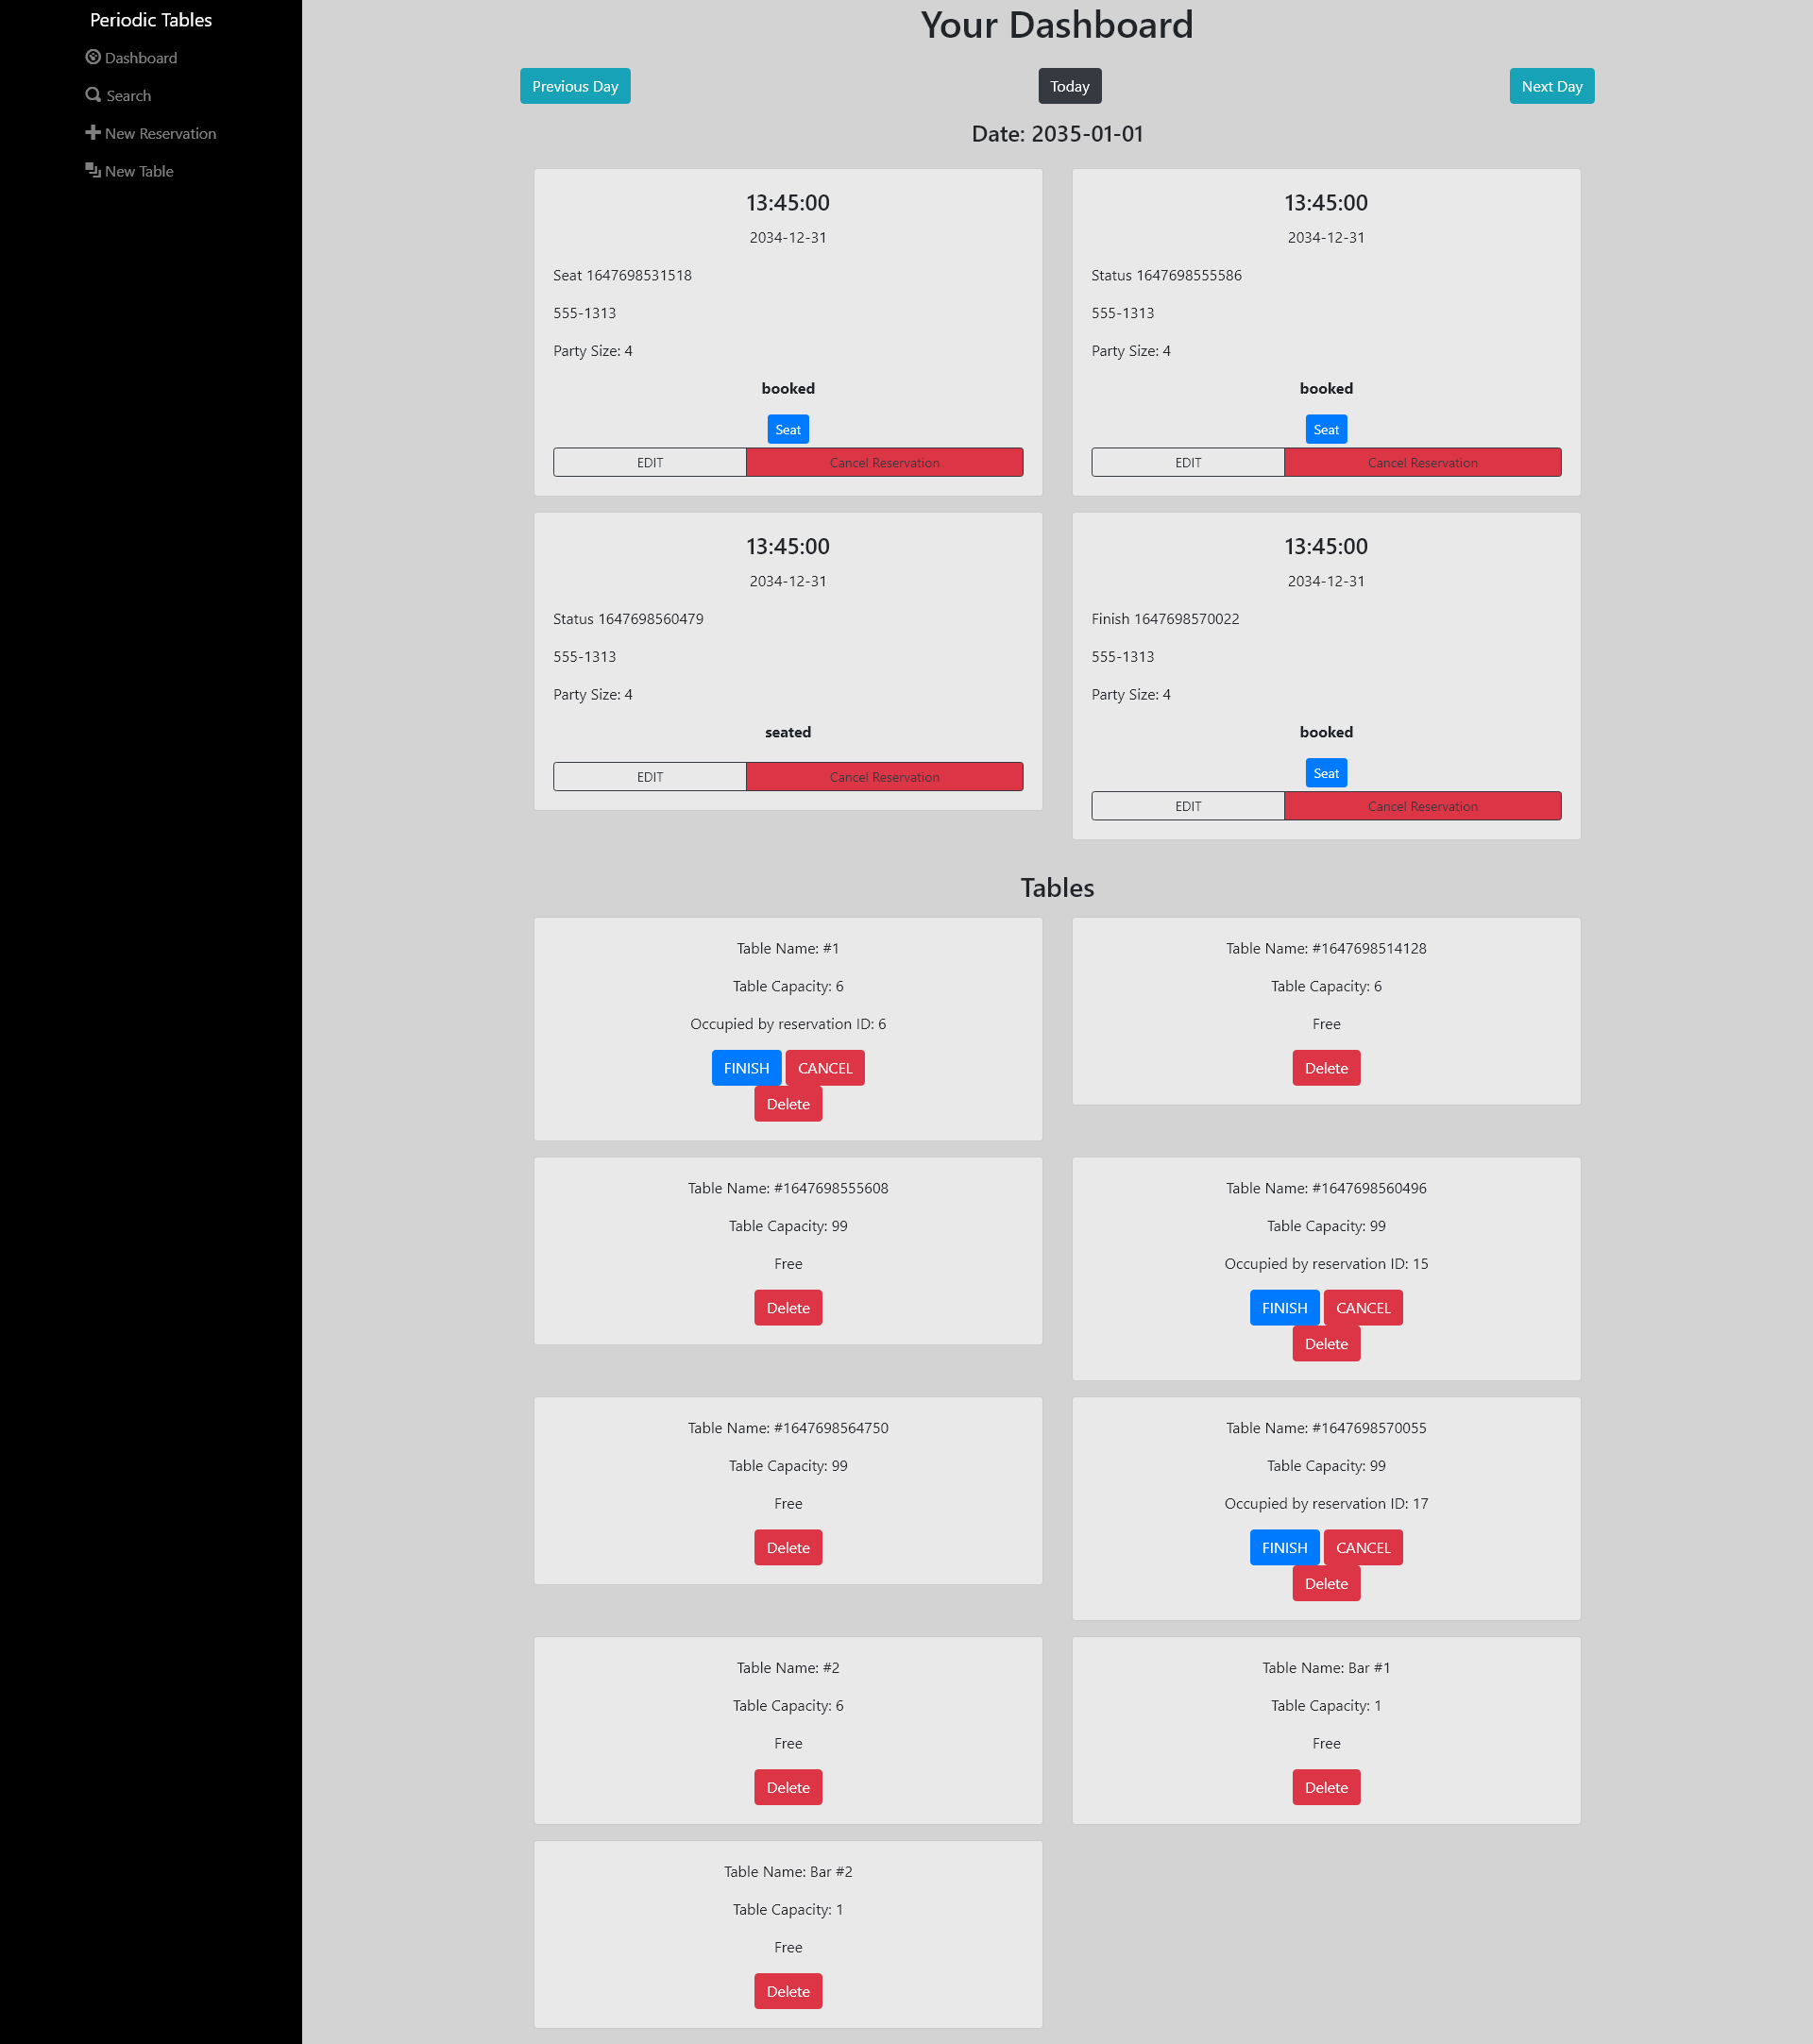 Periodic Tables
Dashboard
Search
New Reservation
New Table
Your Dashboard
Previous Day
Today
Next Day
Date: 2035-01-01
13:45:00
2034-12-31
Seat 1647698531518
555-1313
Party Size: 4
booked
Seat
EDIT
Cancel Reservation
13:45:00
2034-12-31
Status 1647698555586
555-1313
Party Size: 4
booked
Seat
EDIT
Cancel Reservation
13:45:00
2034-12-31
Status 1647698560479
555-1313
Party Size: 4
seated
EDIT
Cancel Reservation
13:45:00
2034-12-31
Finish 1647698570022
555-1313
Party Size: 4
booked
Seat
EDIT
Cancel Reservation
Tables
Table Name: #1
Table Capacity: 6
Occupied by reservation ID: 6
FINISH
CANCEL
Delete
Table Name: #1647698514128
Table Capacity: 6
Free
Delete
Table Name: #1647698555608
Table Capacity: 99
Free
Delete
Table Name: #1647698560496
Table Capacity: 99
Occupied by reservation ID: 15
FINISH
CANCEL
Delete
Table Name: #1647698564750
Table Capacity: 99
Free
Delete
Table Name: #1647698570055
Table Capacity: 99
Occupied by reservation ID: 17
FINISH
CANCEL
Delete
Table Name: #2
Table Capacity: 6
Free
Delete
Table Name: Bar #1
Table Capacity: 1
Free
Delete
Table Name: Bar #2
Table Capacity: 1
Free
Delete